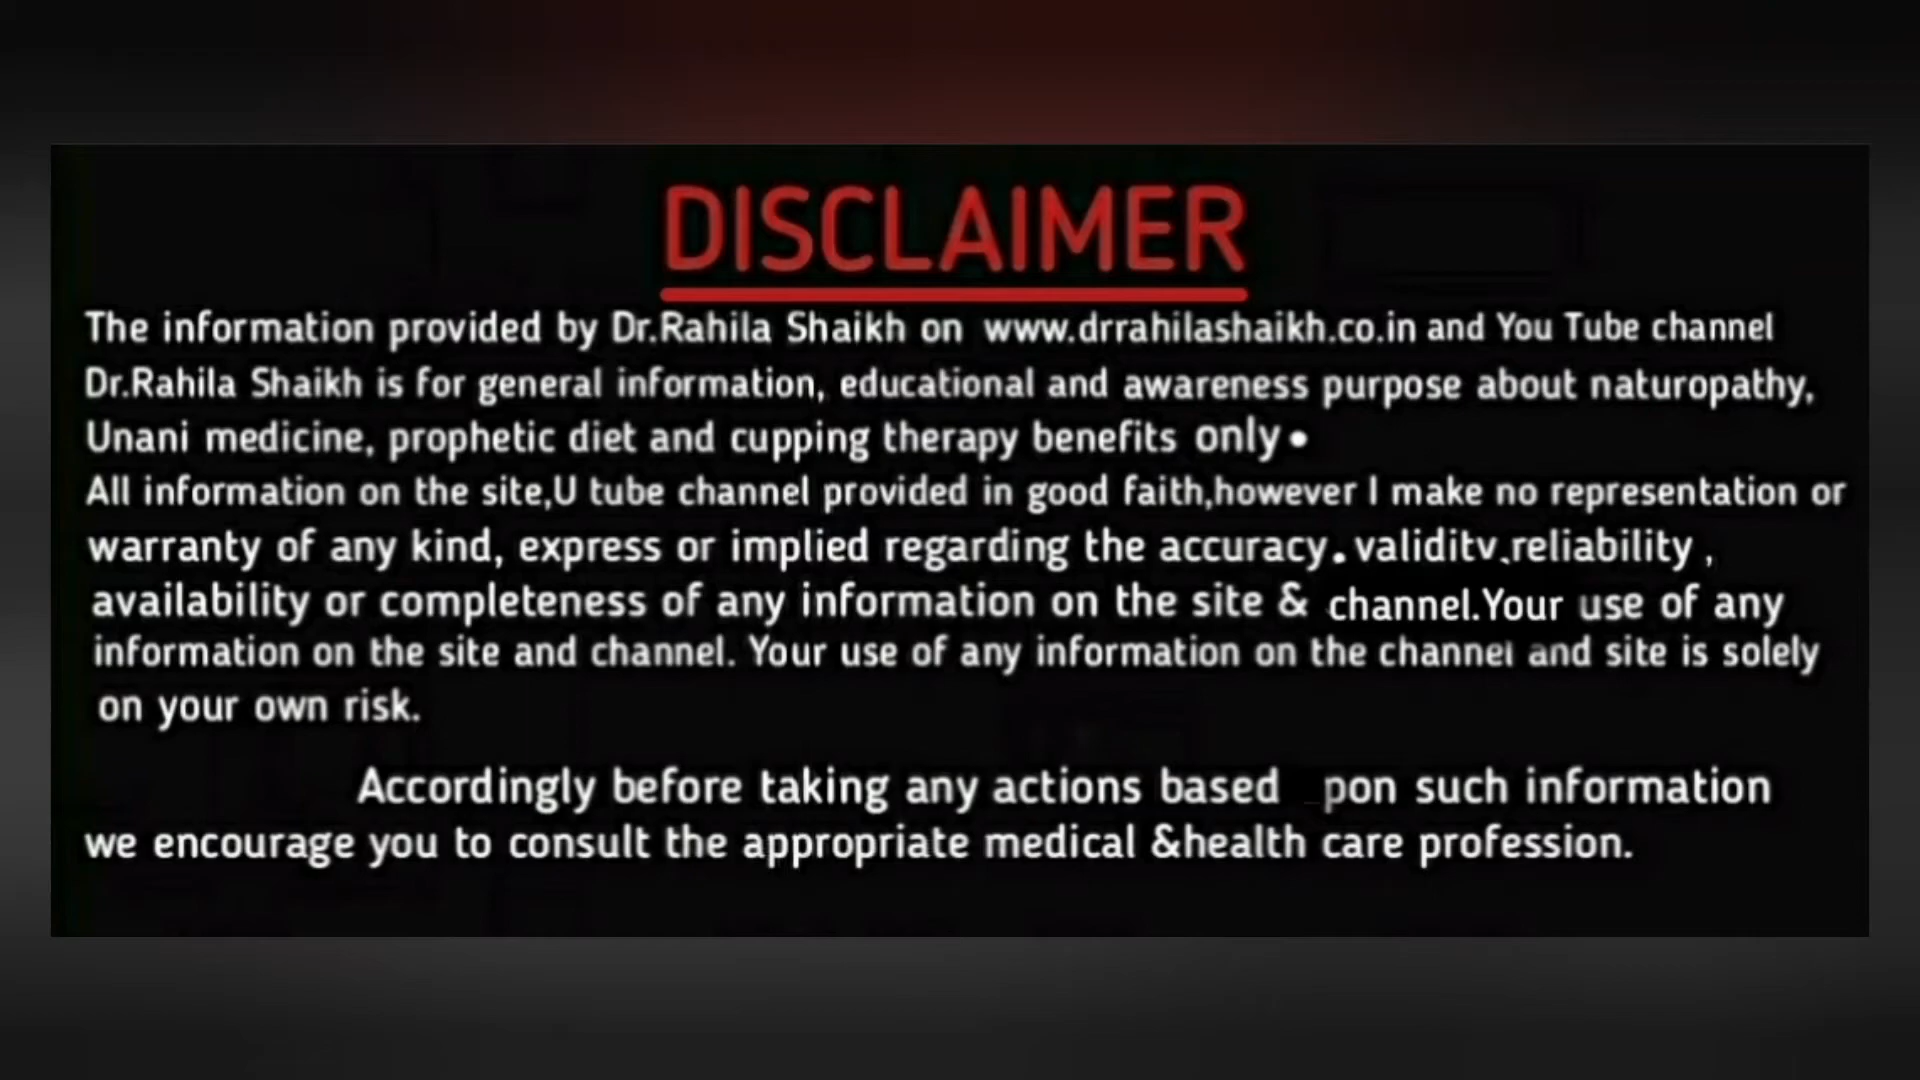 DISCLAIMER
The information provided by Dr.Rahila Shaikh on www.drrahilashaikh.co.in and You Tube channel
Dr.Rahila Shaikh is for general information, educational and awareness purpose about naturopathy,
Unani medicine, prophetic diet and cupping therapy benefits only•
All information on the site,U tube channel provided in good faith,however I make no representation or
warranty of any kind, express or implied regarding the accuracy. validity,reliability ,
availability or completeness of any information on the site & channel.Your use of any
information on the site and channel. Your use of any information on the channel and site is solely
on your own risk.
Accordingly before taking any actions based pon such information
we encourage you to consult the appropriate medical &health care profession.